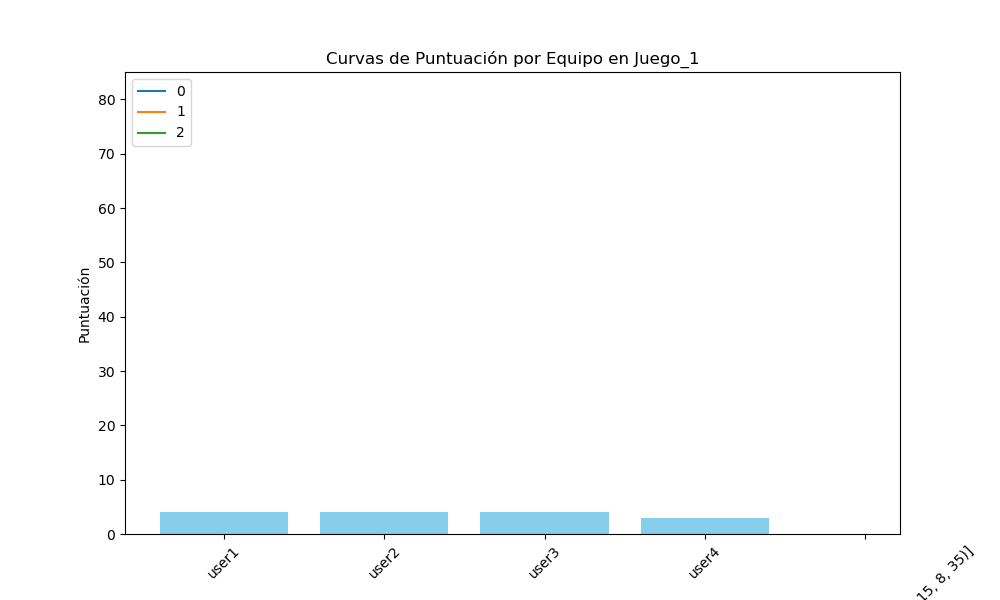 Curvas de Puntuación por Equipo en Juego_1
0
1
2
80
70
60
50
40
30
20
10
0
Puntuación
user1
user2
user3
user4
15, 8, 35)]